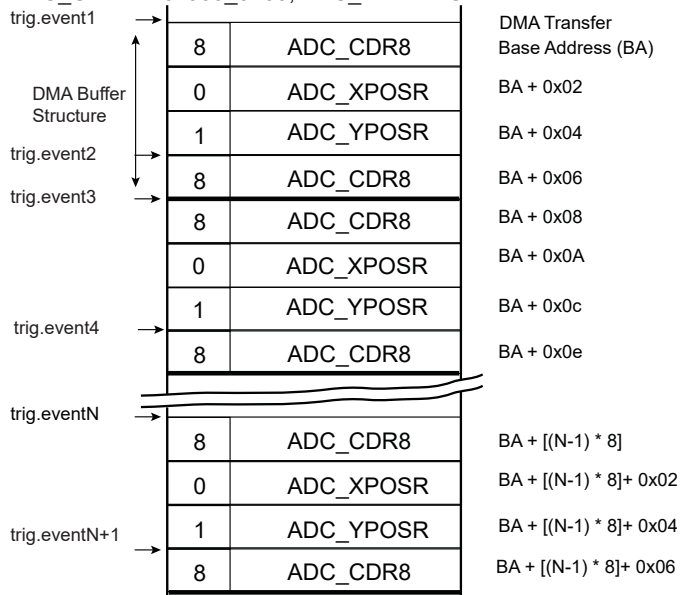 trig.event1
DMA Transfer
8 ADC_CDR8 Base Address (BA)
DMA Buffer
Structure
0 ADC_XPOSR BA + 0x02
1 ADC_YPOSR BA + 0x04
trig.event2
8 ADC_CDR8 BA + 0x06
trig.event3
8 ADC_CDR8 BA + 0x08
0 ADC_XPOSR BA + 0x0A
1 ADC_YPOSR BA + 0x0c
trig.event4
8 ADC_CDR8 BA + 0x0e
trig.eventN
8 ADC_CDR8 BA + [(N-1) * 8]
0 ADC_XPOSR BA + [(N-1) * 8]+ 0x02
1 ADC_YPOSR BA + [(N-1) * 8]+ 0x04
trig.eventN+1
8 ADC_CDR8 BA + [(N-1) * 8]+ 0x06